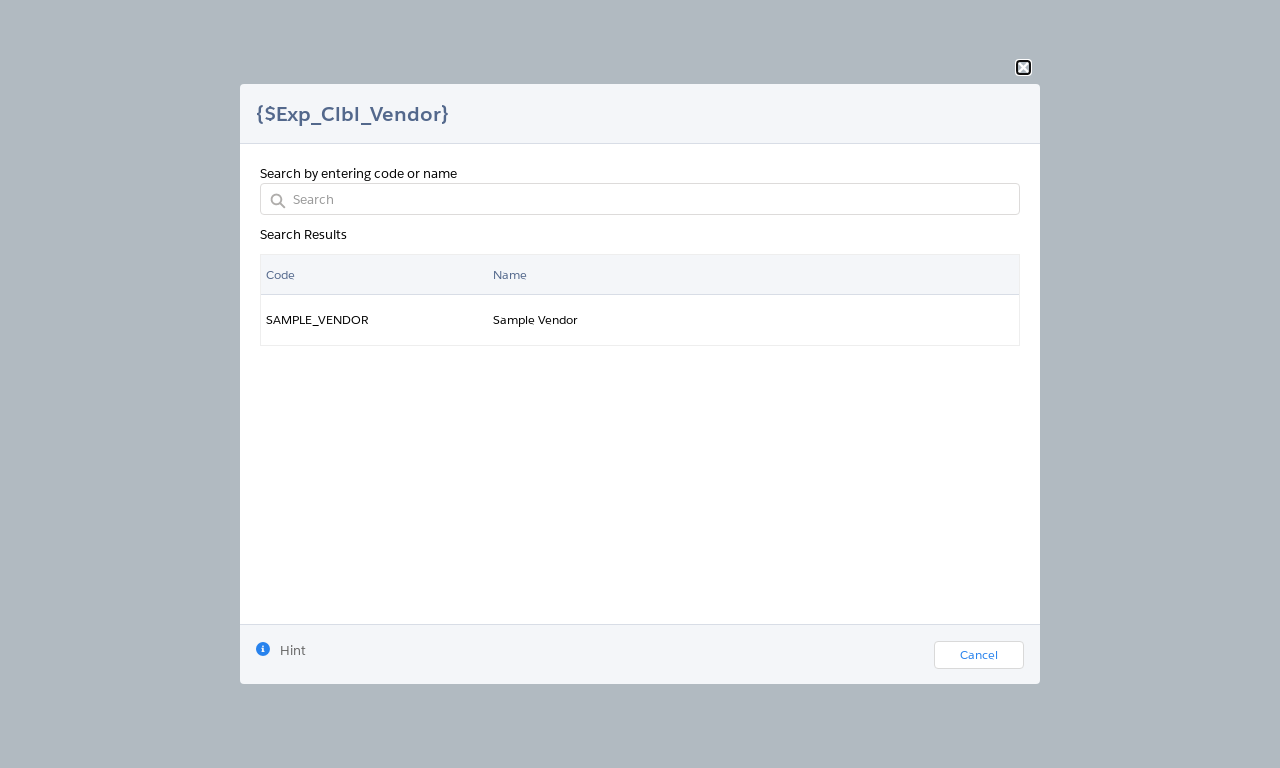 {$Exp_Clbl_Vendor}
Search by entering code or name
Search
Search Results
Code Name
SAMPLE_VENDOR Sample Vendor
Hint
Cancel